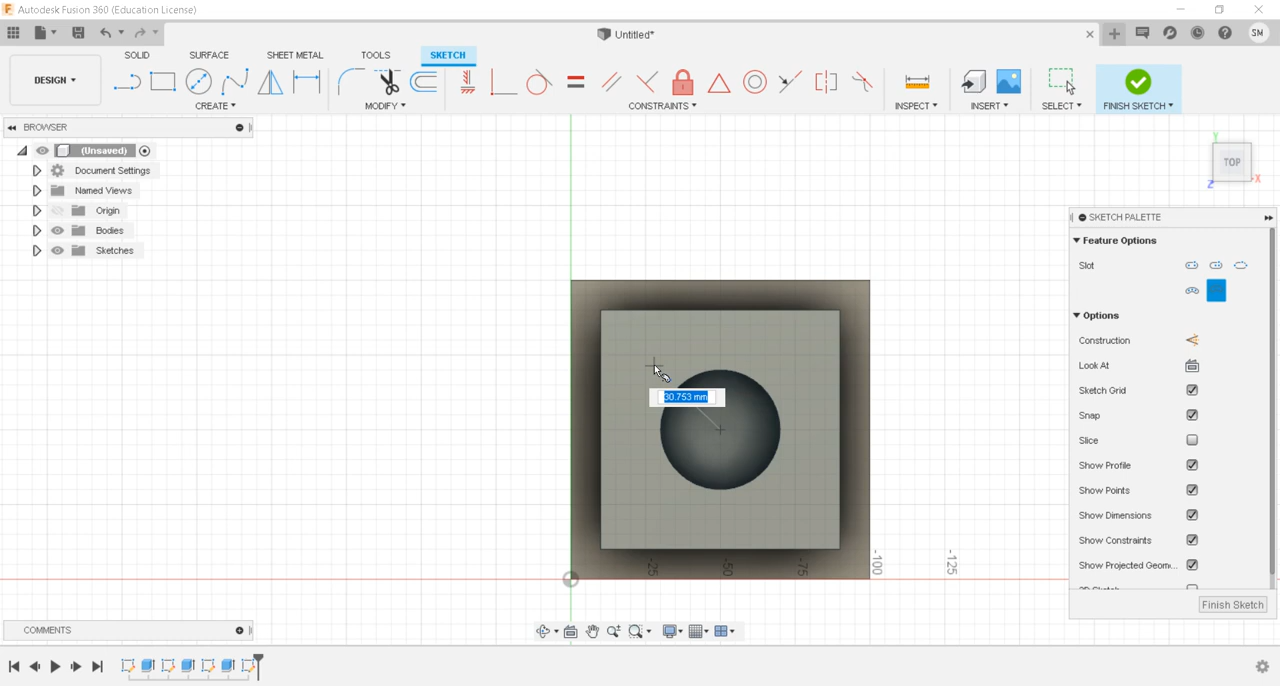 Autodesk Fusion 360 (Education License)
Untitled*
SM
DESIGN
SOLID
SURFACE
SHEET METAL
TOOLS
SKETCH
CREATE
MODIFY
CONSTRAINTS
INSPECT
INSERT
SELECT
FINISH SKETCH
BROWSER
(Unsaved)
Document Settings
Named Views
Origin
Bodies
Sketches
Y
TOP
Z
X
30.753 mm
-25
-50
-75
-100
-125
SKETCH PALETTE
Feature Options
Slot
Options
Construction
Look At
Sketch Grid
Snap
Slice
Show Profile
Show Points
Show Dimensions
Show Constraints
Show Projected Geom...
Finish Sketch
COMMENTS